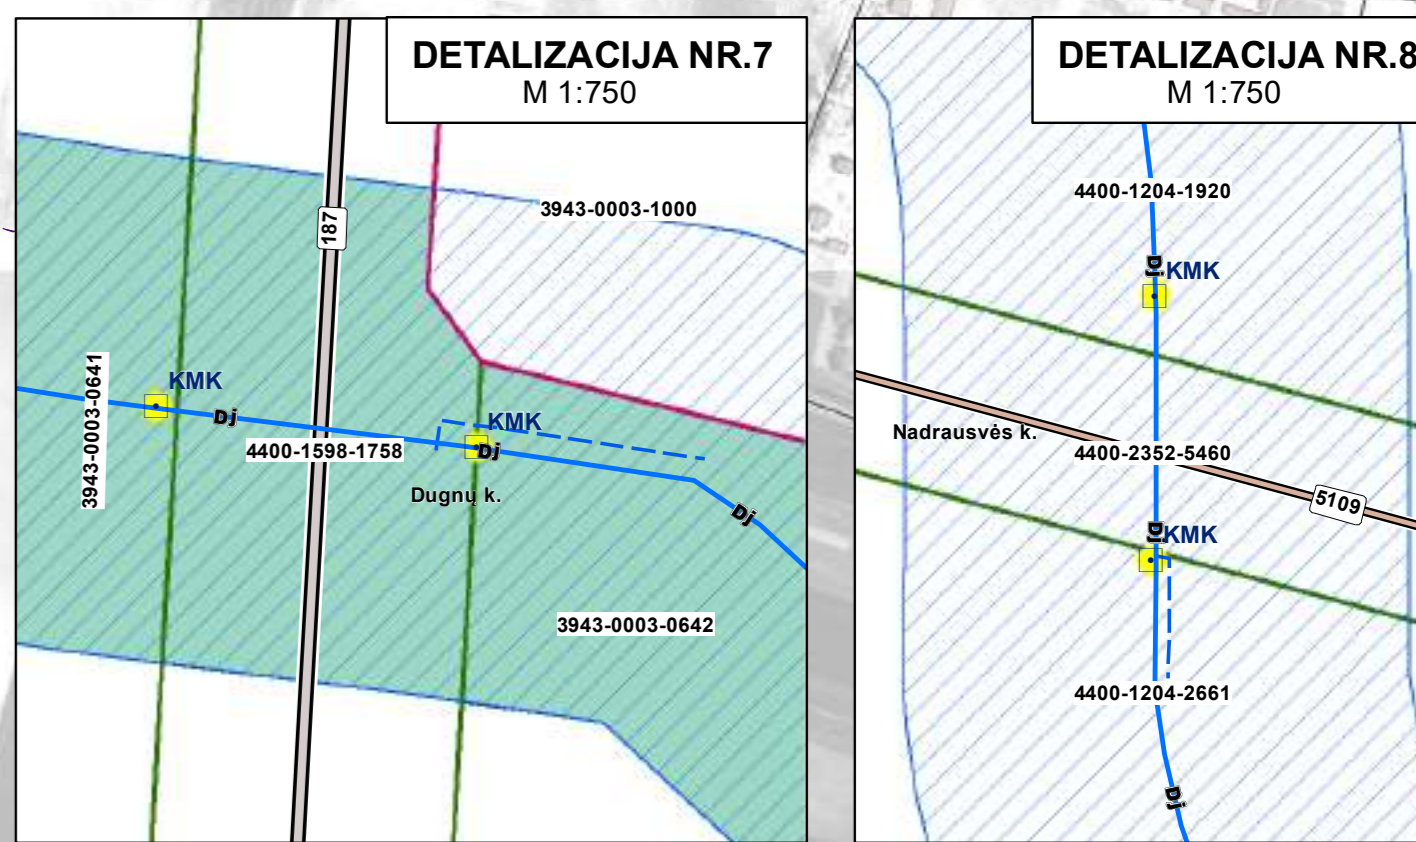 DETALIZACIJA NR.7
M 1:750
187
3943-0003-1000
3943-0003-0641
KMK
Dj
4400-1598-1758
KMK
Dj
Dugnų k.
Dj
3943-0003-0642
DETALIZACIJA NR.8
M 1:750
4400-1204-1920
Dj
KMK
Nadrausvės k.
4400-2352-5460
5109
Dj
KMK
4400-1204-2661
Dj